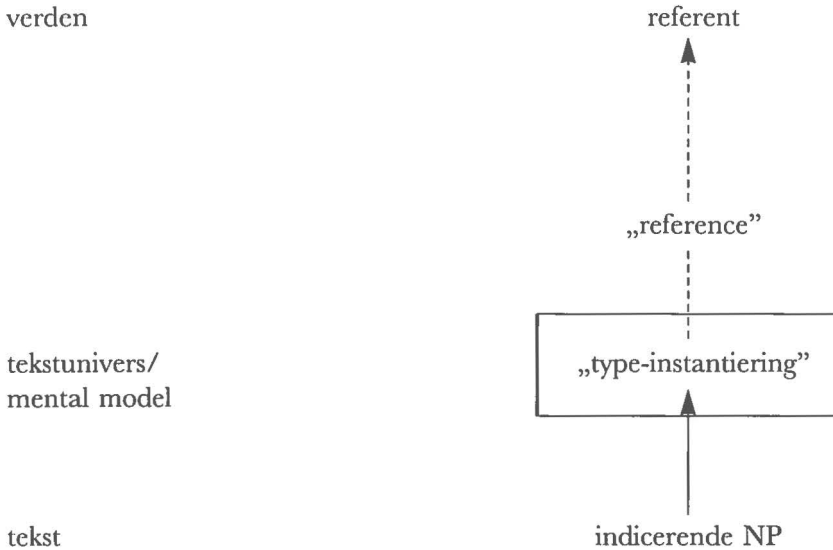 verden referent
„reference”
tekstunivers/ „type-instantiering”
mental model
tekst indicerende NP